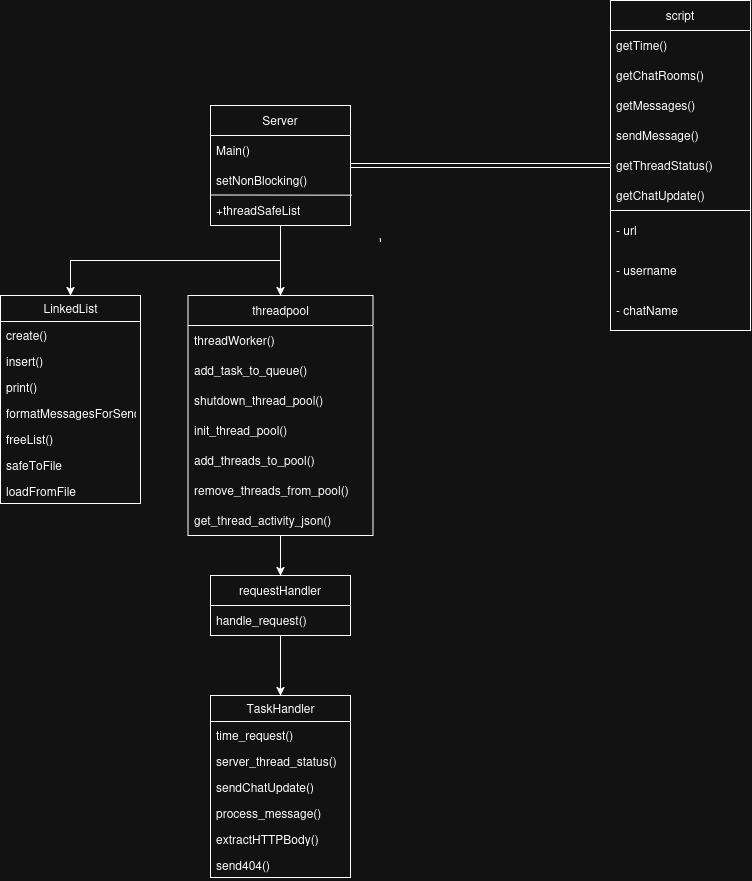 script
getTime()
getChatRooms()
getMessages()
sendMessage()
getThreadStatus()
getChatUpdate()
- url
- username
- chatName
Server
Main()
setNonBlocking()
+threadSafeList
LinkedList
create()
insert()
print()
formatMessagesForSend
freeList()
safeToFile
loadFromFile
threadpool
threadWorker()
add_task_to_queue()
shutdown_thread_pool()
init_thread_pool()
add_threads_to_pool()
remove_threads_from_pool()
get_thread_activity_json()
requestHandler
handle_request()
TaskHandler
time_request()
server_thread_status()
sendChatUpdate()
process_message()
extractHTTPBody()
send404()